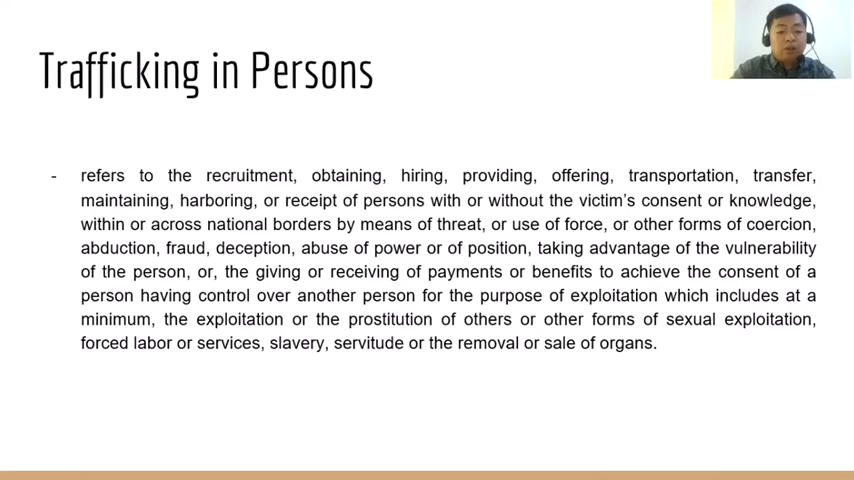 Trafficking in Persons
- refers to the recruitment, obtaining, hiring, providing, offering, transportation, transfer,
maintaining, harboring, or receipt of persons with or without the victim's consent or knowledge,
within or across national borders by means of threat, or use of force, or other forms of coercion,
abduction, fraud, deception, abuse of power or of position, taking advantage of the vulnerability
of the person, or, the giving or receiving of payments or benefits to achieve the consent of a
person having control over another person for the purpose of exploitation which includes at a
minimum, the exploitation or the prostitution of others or other forms of sexual exploitation,
forced labor or services, slavery, servitude or the removal or sale of organs.